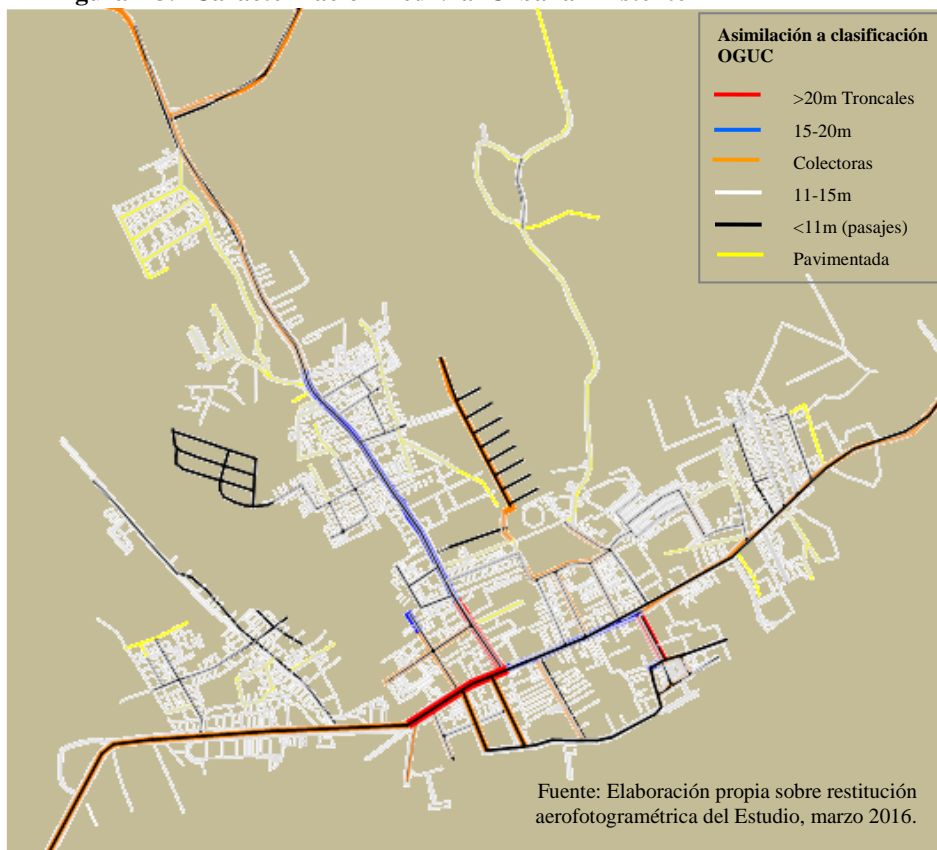 Asimilación a clasificación
OGUC
>20m Troncales
15-20m
Colectoras
11-15m
<11m (pasajes)
Pavimentada
Fuente: Elaboración propia sobre restitución
aerofotogramétrica del Estudio, marzo 2016.